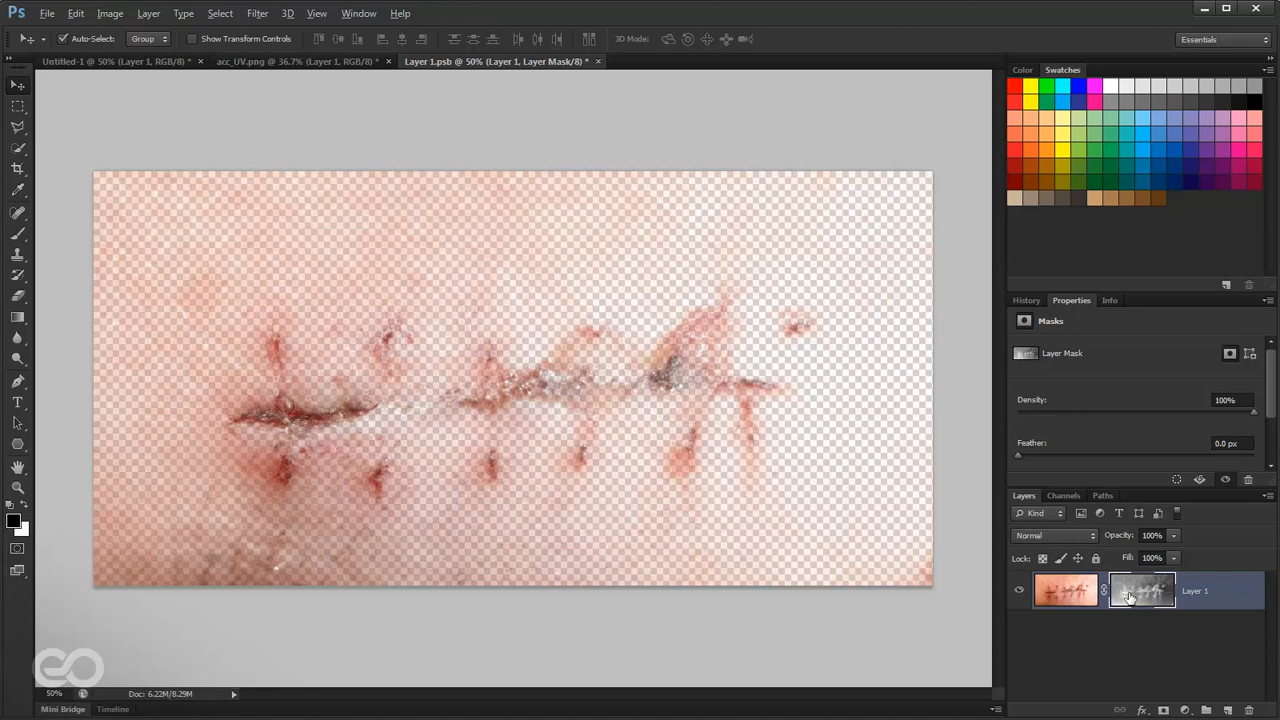 Ps File Edit Image Layer Type Select Filter 3D View Window Help
Auto-Select: Group Show Transform Controls 3D Mode: Essentials
Untitled-1 @ 50% (Layer 1, RGB/8) * × acc_UV.png @ 36.7% (Layer 1, RGB/8) * × Layer 1.psb @ 50% (Layer 1, Layer Mask/8) * ×
Color Swatches
History Properties Info
Masks
Layer Mask
Density: 100%
Feather: 0.0 px
Layers Channels Paths
Kind
Normal Opacity: 100%
Lock: Fill: 100%
Layer 1
50% Doc: 6.22M/8.29M
Mini Bridge Timeline